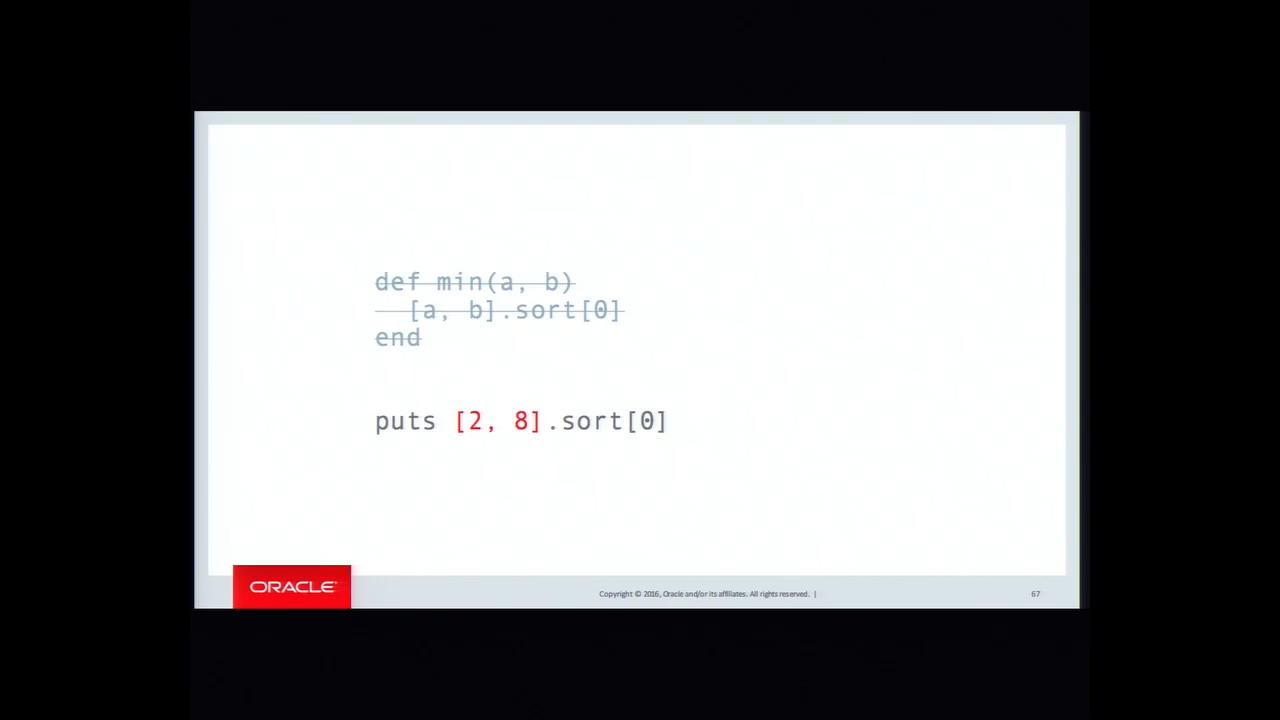 def min(a, b)
  [a, b].sort[0]
end
puts [2, 8].sort[0]
ORACLE
Copyright © 2016, Oracle and/or its affiliates. All rights reserved. |
67